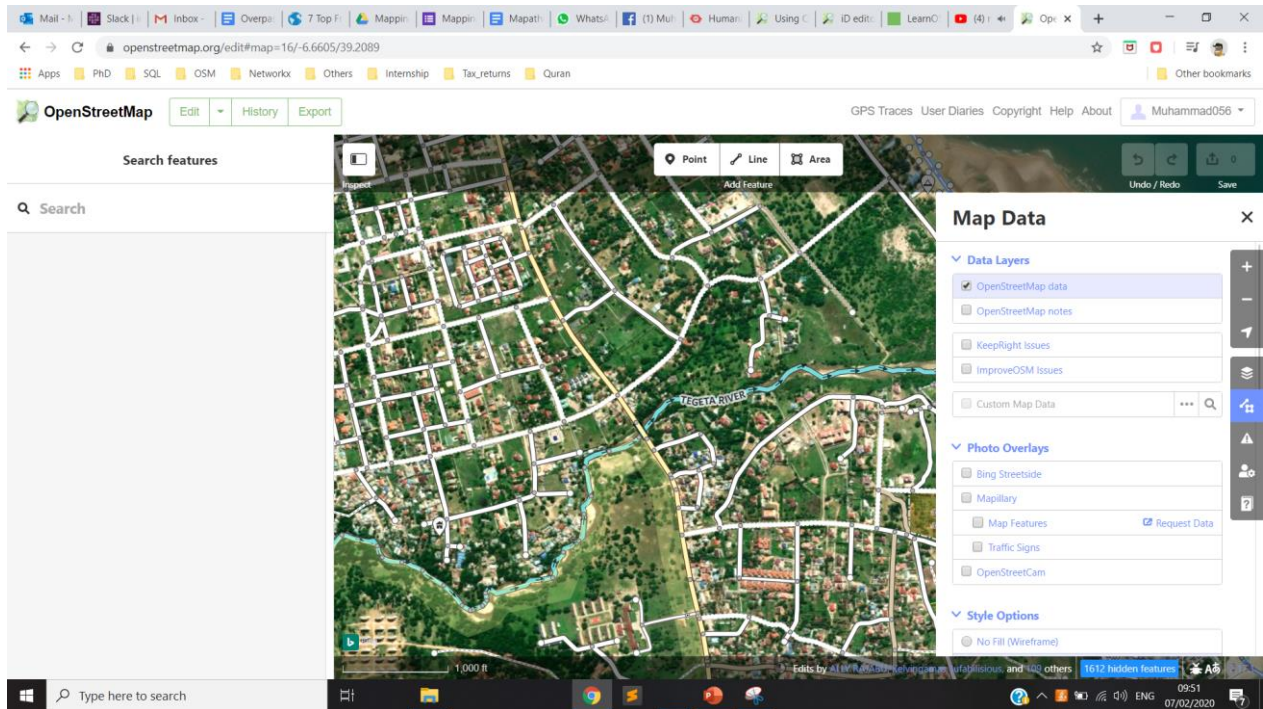 Mail - M
Slack | i
M Inbox -
Overpas
7 Top F
Mappin
Mappin
Mapath
WhatsA
(1) Muh
Human
Using C
iD edito
LearnO
(4) i
Ope
openstreetmap.org/edit#map=16/-6.6605/39.2089
Apps PhD SQL OSM Networkx Others Internship Tax_returns Quran Other bookmarks
OpenStreetMap Edit History Export GPS Traces User Diaries Copyright Help About Muhammad056
Search features
Search
Inspect
Point Line Area
Add Feature
Undo / Redo
0
Save
TEGETA RIVER
1,000 ft
Map Data
Data Layers
OpenStreetMap data
OpenStreetMap notes
KeepRight Issues
ImproveOSM Issues
Custom Map Data
Photo Overlays
Bing Streetside
Mapillary
Map Features Request Data
Traffic Signs
OpenStreetCam
Style Options
No Fill (Wireframe)
Edits by and 109 others 1612 hidden features
Type here to search
ENG
09:51
07/02/2020
7